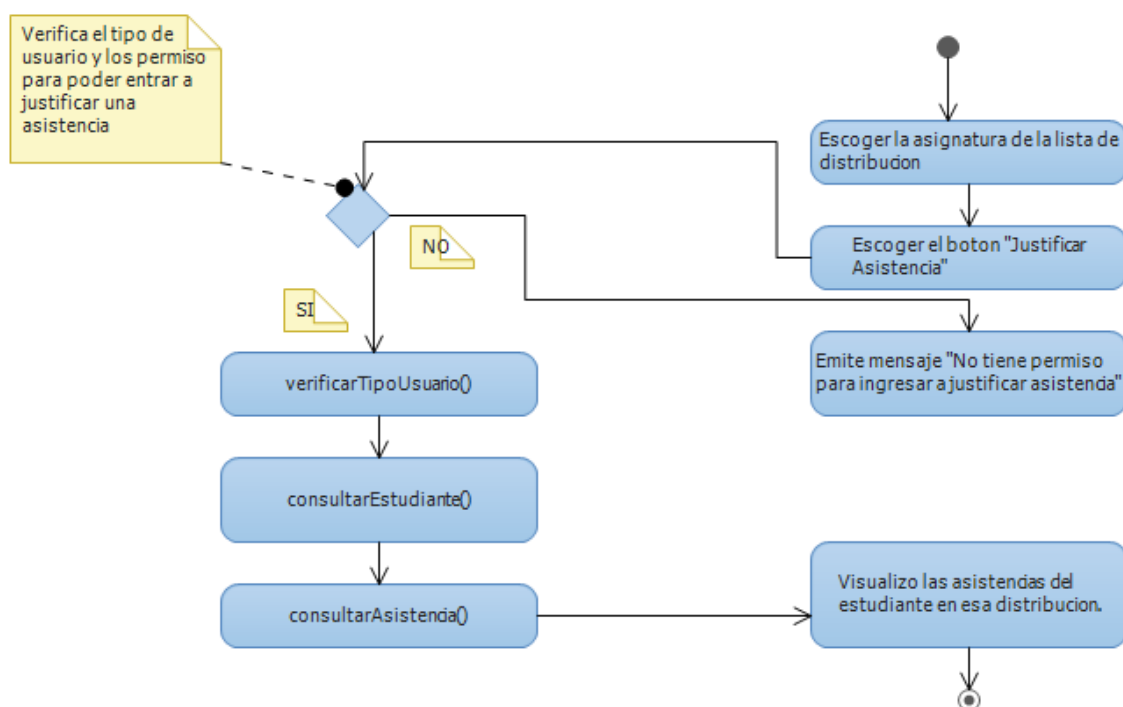 Verifica el tipo de
usuario y los permiso
para poder entrar a
justificar una
asistencia
Escoger la asignatura de la lista de
distribucion
Escoger el boton "Justificar
Asistencia"
NO
SI
Emite mensaje "No tiene permiso
para ingresar a justificar asistencia"
verificarTipoUsuario()
consultarEstudiante()
consultarAsistencia()
Visualizo las asistencias del
estudiante en esa distribucion.